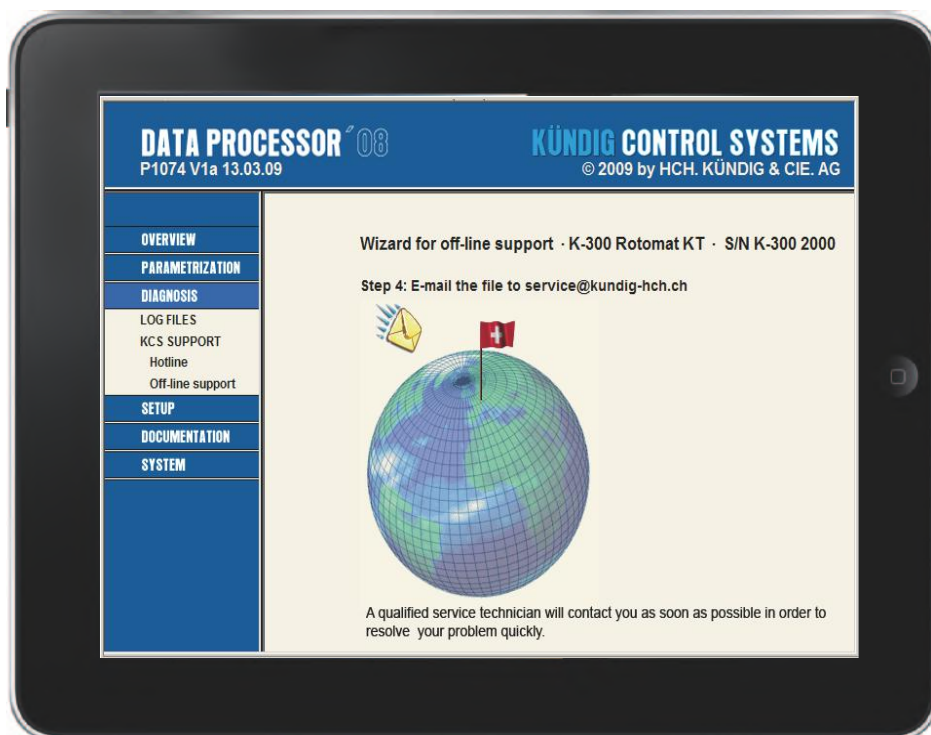 DATA PROCESSOR´08
P1074 V1a 13.03.09
KÜNDIG CONTROL SYSTEMS
© 2009 by HCH. KÜNDIG & CIE. AG
OVERVIEW
PARAMETRIZATION
DIAGNOSIS
LOG FILES
KCS SUPPORT
Hotline
Off-line support
SETUP
DOCUMENTATION
SYSTEM
Wizard for off-line support · K-300 Rotomat KT · S/N K-300 2000
Step 4: E-mail the file to service@kundig-hch.ch
A qualified service technician will contact you as soon as possible in order to
resolve your problem quickly.